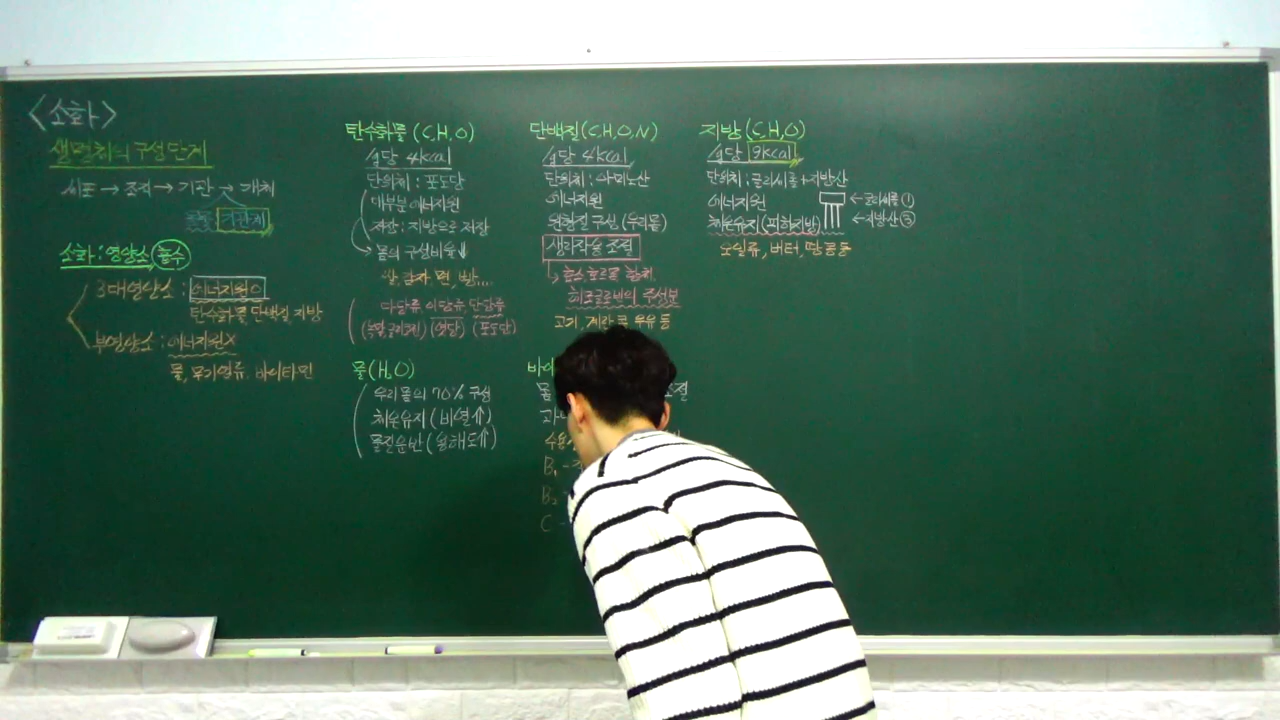 <소화>
생명체의 구성단계
세포 → 조직 → 기관 → 개체
기관계
소화 : 영양소 흡수
3대영양소 : 에너지원 O
탄수화물 단백질 지방
부영양소 : 에너지원 X
물, 무기염류, 바이타민
탄수화물 (C,H,O)
1g당 4kcal
단위체 : 포도당
대부분 에너지원
저장 : 지방으로 저장
→ 몸의 구성비율↓
쌀, 감자, 면, 빵...
다당류, 이당류, 단당류
(녹말, 글리코젠) (엿당) (포도당)
물(H,O)
우리 몸의 70% 구성
체온유지 (비열↑)
물질운반 (용해도↑)
단백질(C,H,O,N)
1g당 4kcal
단위체 : 아미노산
에너지원
원형질 구성 (우리몸)
생리작용 조절
↳ 효소, 호르몬, 항체,
헤모글로빈의 주성분
고기, 계란, 콩, 우유 등
바이
몸
절
수용
B₁ -
B₂
C -
지방 (C,H,O)
1g당 9kcal
단위체 : 글리세롤+지방산
에너지원
체온유지(피하지방)
오일류, 버터, 땅콩 등
← 글리세롤 ①
← 지방산 ③